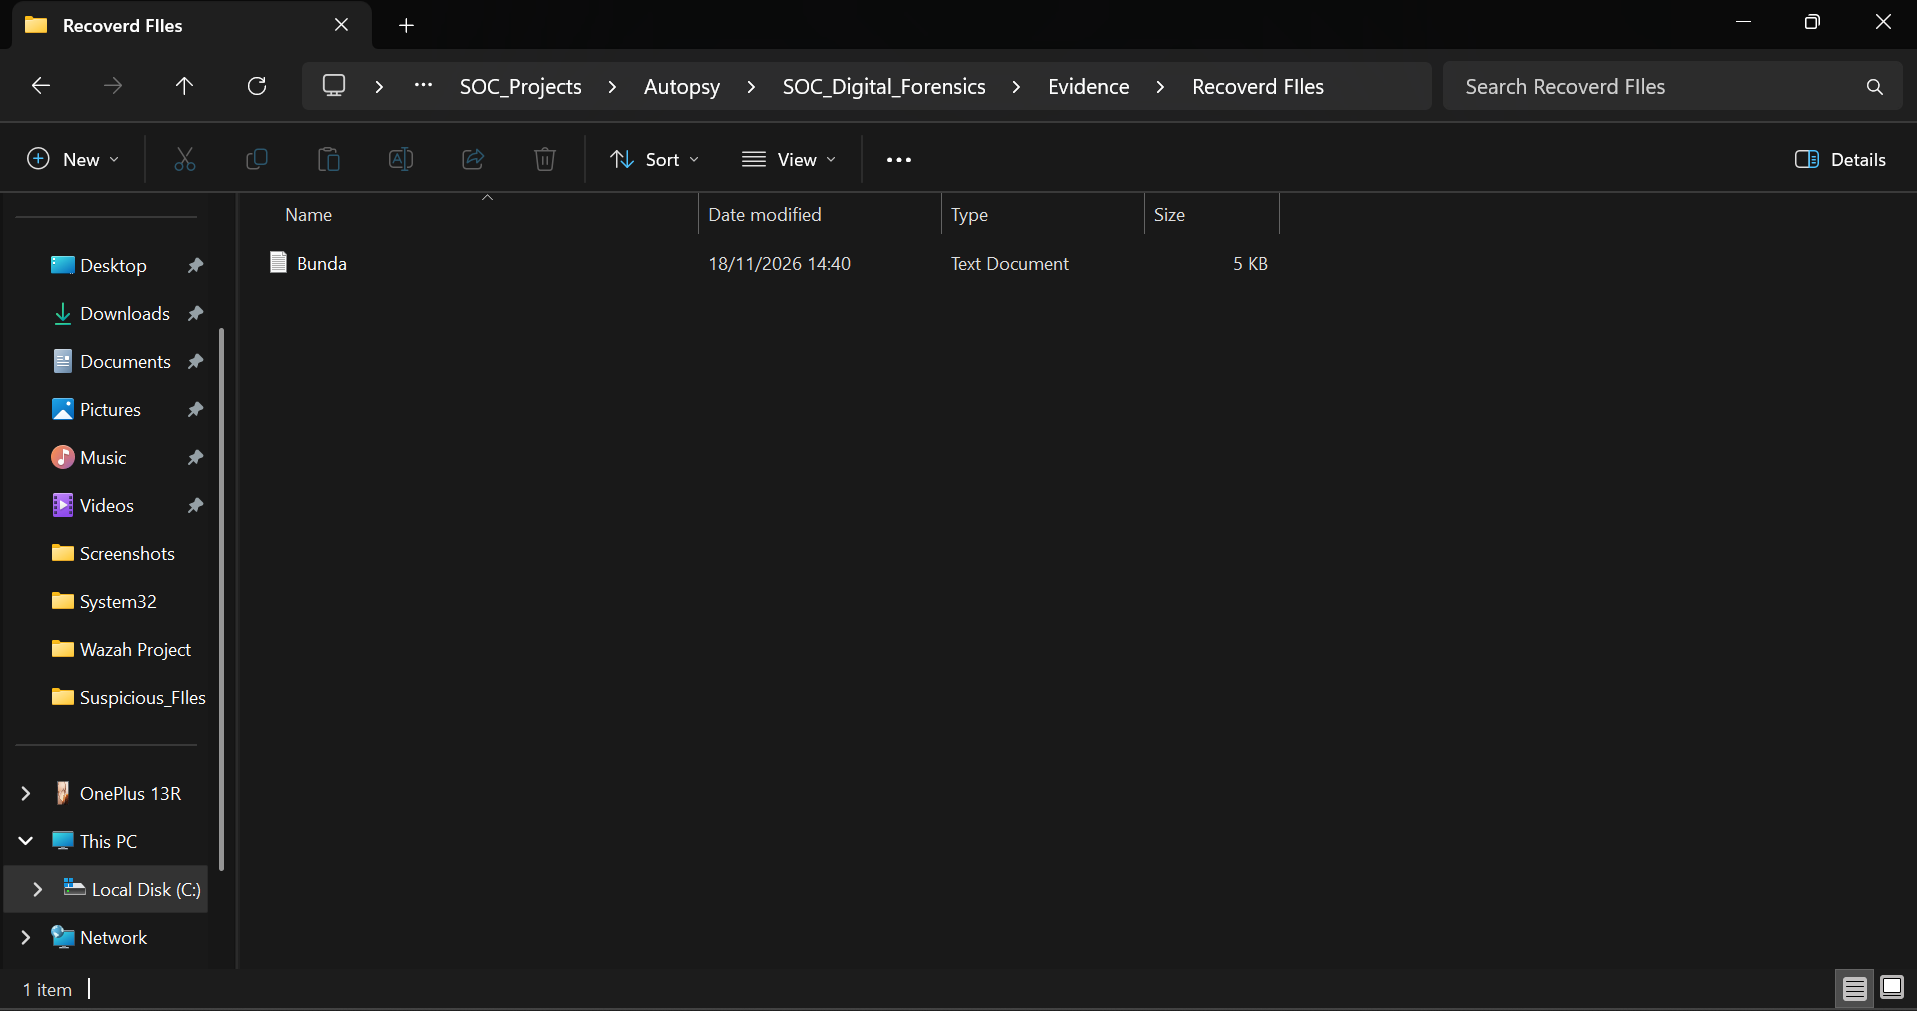 Recoverd FIles
SOC_Projects > Autopsy > SOC_Digital_Forensics > Evidence > Recoverd FIles
Search Recoverd FIles
New
Sort
View
Details
Name Date modified Type Size
Bunda 18/11/2026 14:40 Text Document 5 KB
Desktop
Downloads
Documents
Pictures
Music
Videos
Screenshots
System32
Wazah Project
Suspicious_FIles
OnePlus 13R
This PC
Local Disk (C:)
Network
1 item